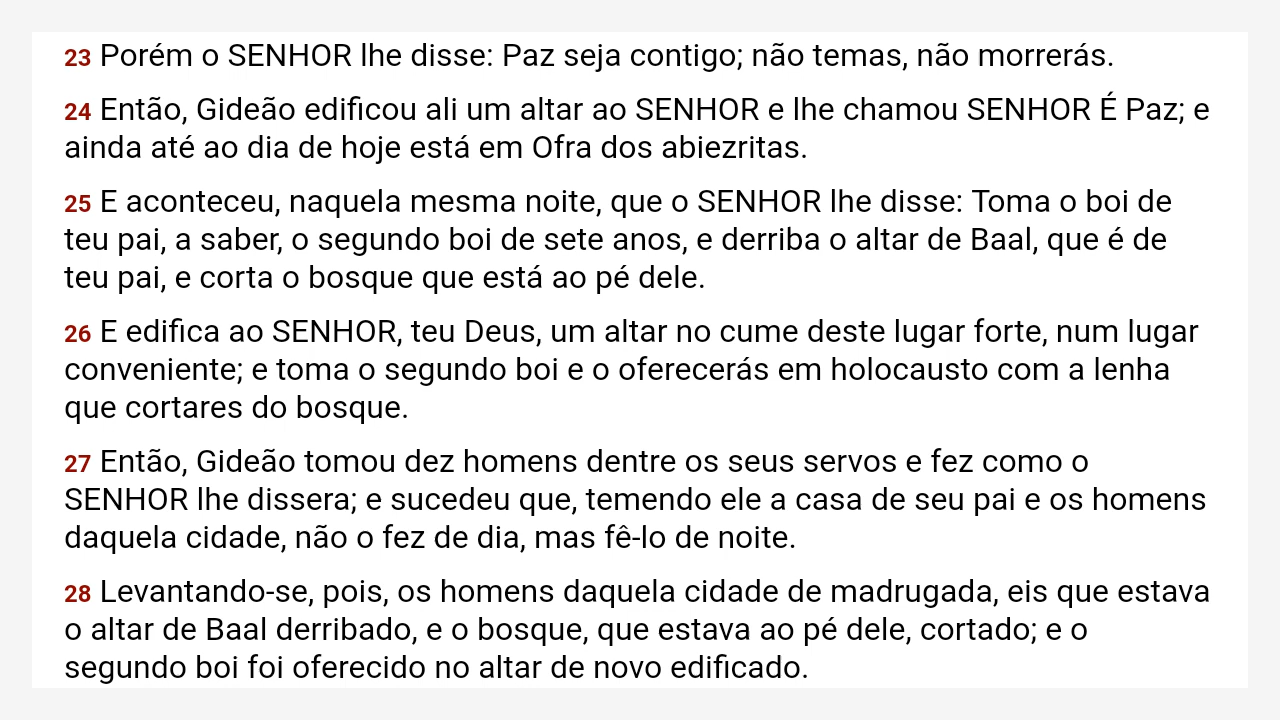 23 Porém o SENHOR lhe disse: Paz seja contigo; não temas, não morrerás.
24 Então, Gideão edificou ali um altar ao SENHOR e lhe chamou SENHOR É Paz; e
ainda até ao dia de hoje está em Ofra dos abiezritas.
25 E aconteceu, naquela mesma noite, que o SENHOR lhe disse: Toma o boi de
teu pai, a saber, o segundo boi de sete anos, e derriba o altar de Baal, que é de
teu pai, e corta o bosque que está ao pé dele.
26 E edifica ao SENHOR, teu Deus, um altar no cume deste lugar forte, num lugar
conveniente; e toma o segundo boi e o oferecerás em holocausto com a lenha
que cortares do bosque.
27 Então, Gideão tomou dez homens dentre os seus servos e fez como o
SENHOR lhe dissera; e sucedeu que, temendo ele a casa de seu pai e os homens
daquela cidade, não o fez de dia, mas fê-lo de noite.
28 Levantando-se, pois, os homens daquela cidade de madrugada, eis que estava
o altar de Baal derribado, e o bosque, que estava ao pé dele, cortado; e o
segundo boi foi oferecido no altar de novo edificado.